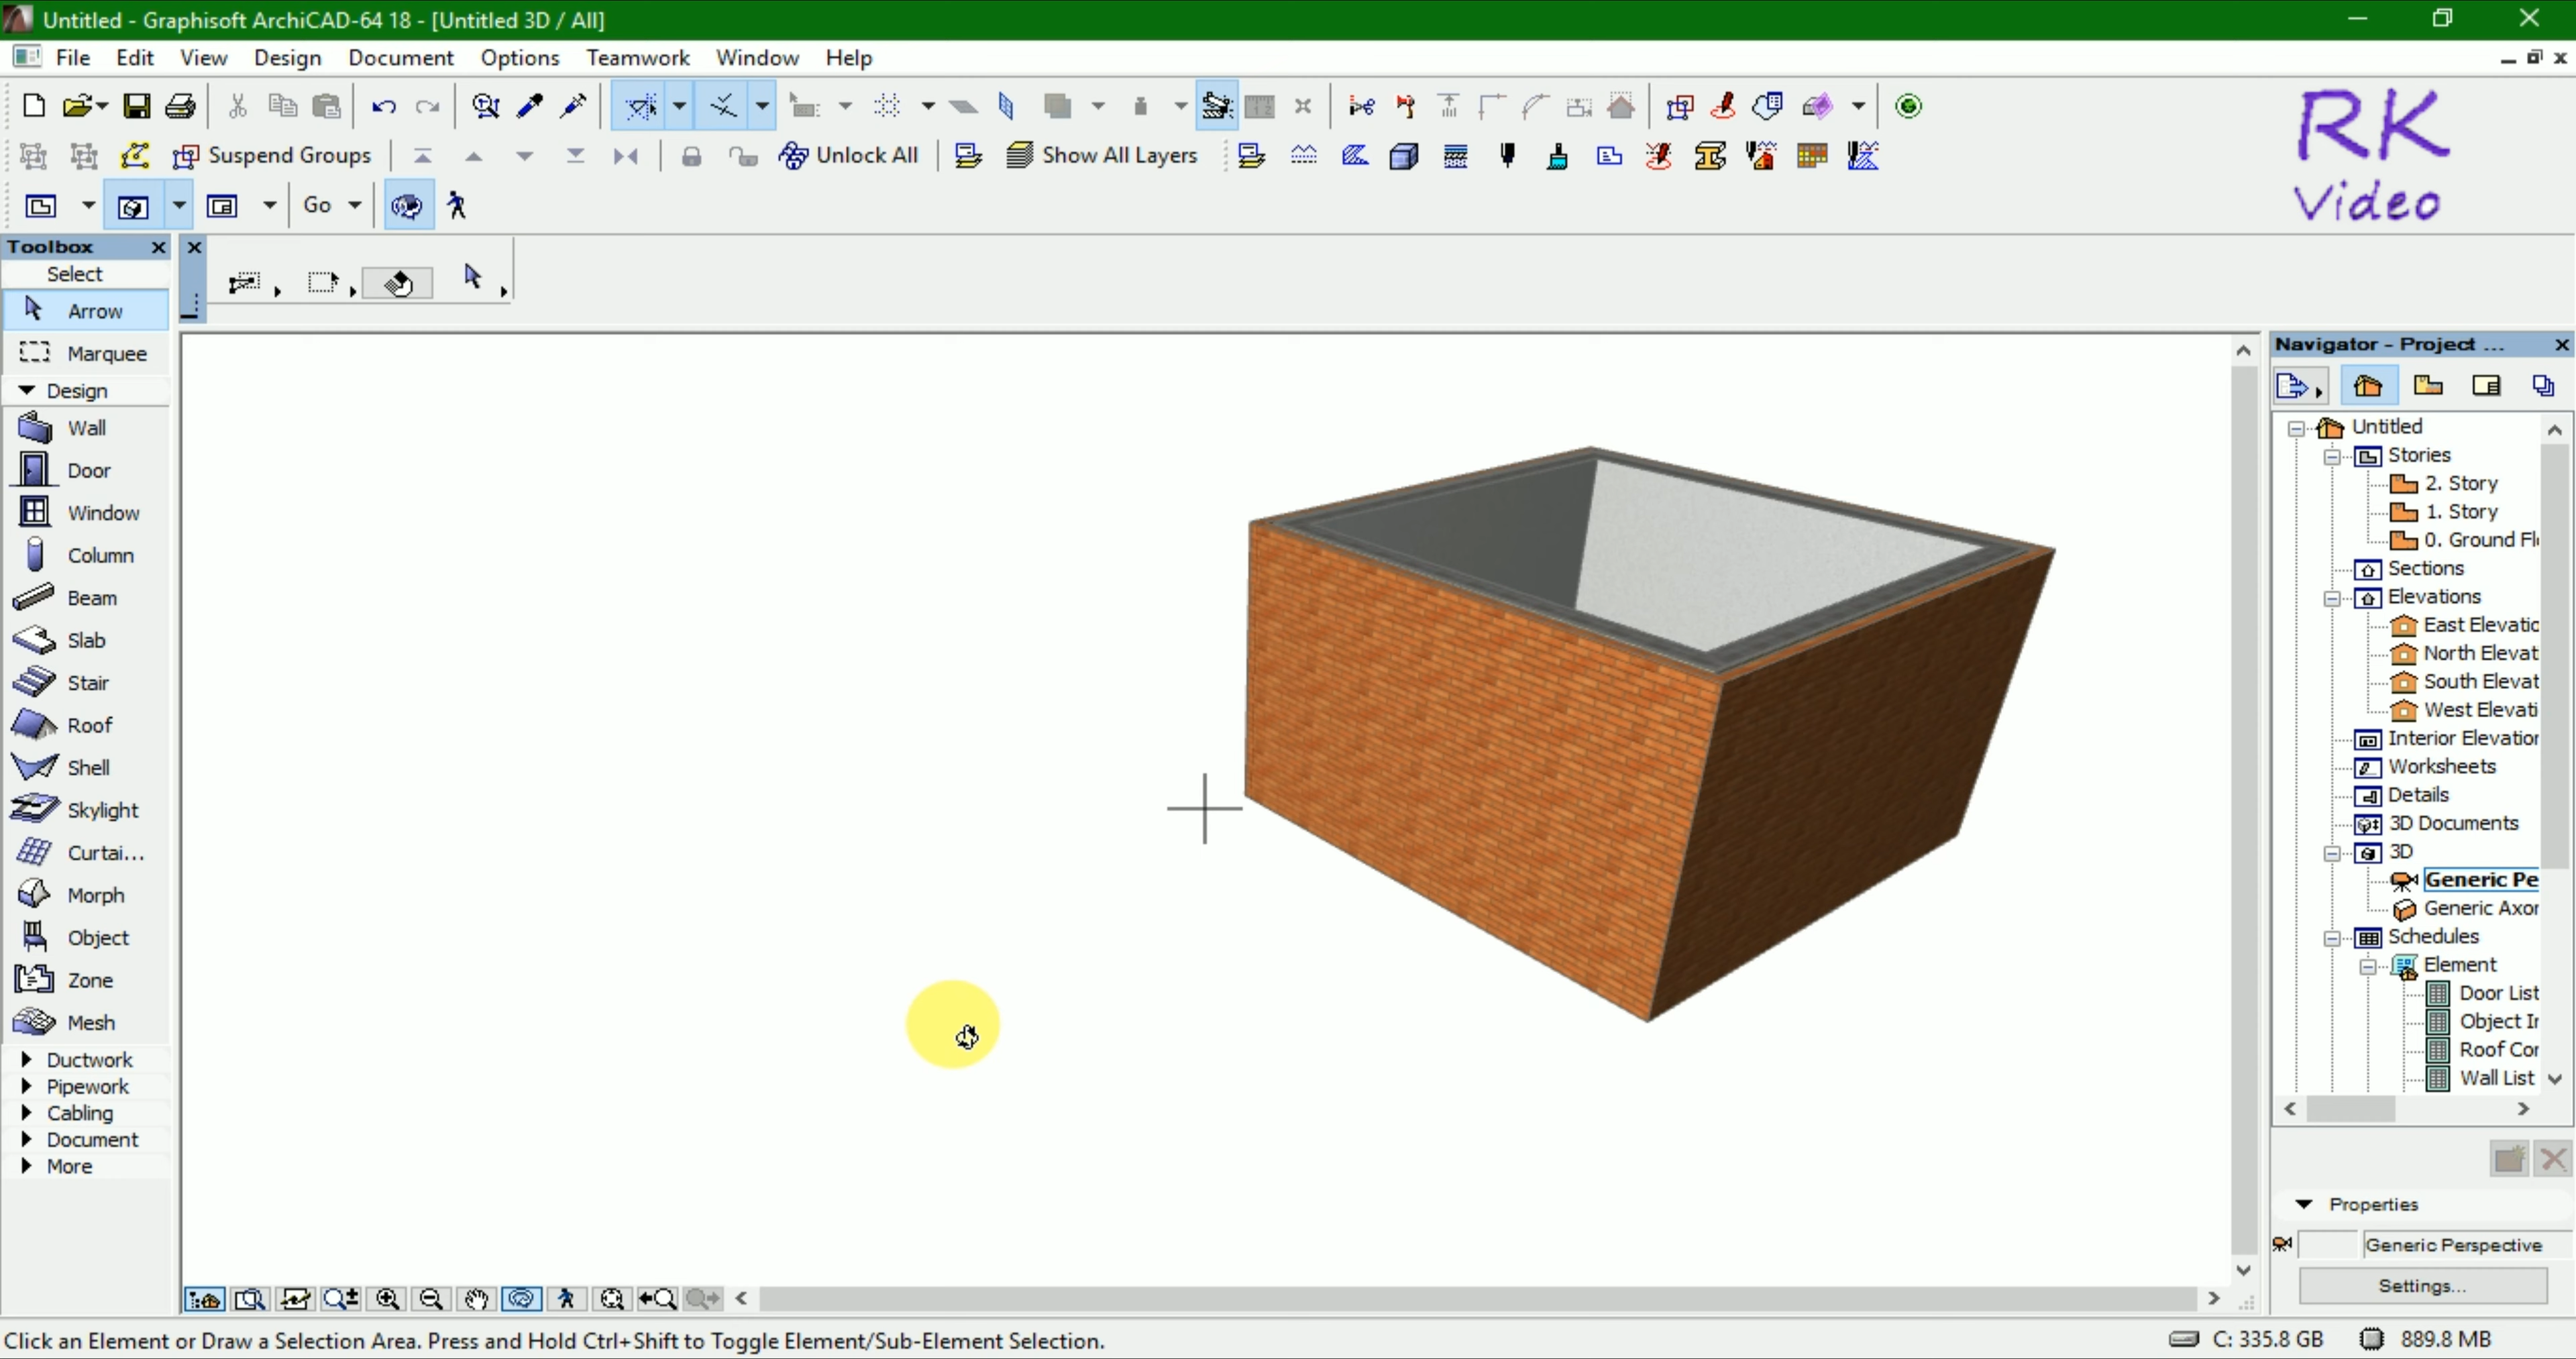 Untitled - Graphisoft ArchiCAD-64 18 - [Untitled 3D / All]
File Edit View Design Document Options Teamwork Window Help
RK
Video
Suspend Groups Unlock All Show All Layers
Go
Toolbox
Select
Arrow
Marquee
Design
Wall
Door
Window
Column
Beam
Slab
Stair
Roof
Shell
Skylight
Curtai...
Morph
Object
Zone
Mesh
Ductwork
Pipework
Cabling
Document
More
Navigator - Project ...
Untitled
Stories
2. Story
1. Story
0. Ground Fl
Sections
Elevations
East Elevatio
North Elevat
South Elevat
West Elevati
Interior Elevation
Worksheets
Details
3D Documents
3D
Generic Pe
Generic Axor
Schedules
Element
Door List
Object Ir
Roof Cor
Wall List
Properties
Generic Perspective
Settings...
Click an Element or Draw a Selection Area. Press and Hold Ctrl+Shift to Toggle Element/Sub-Element Selection.
C: 335.8 GB 889.8 MB